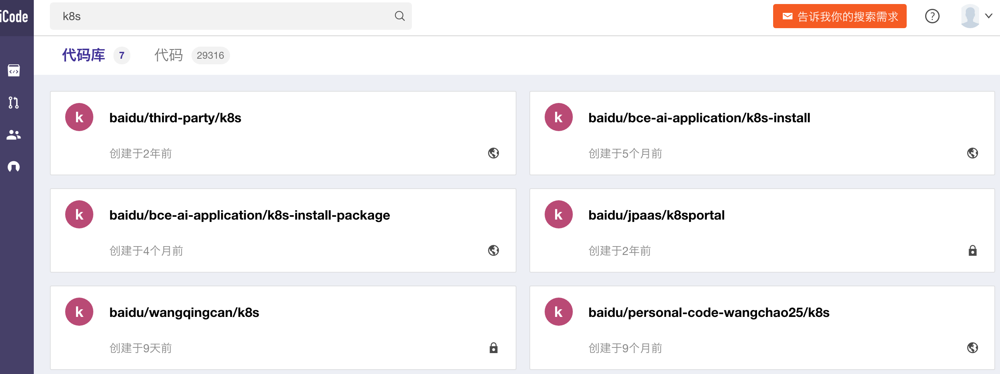 iCode
k8s
告诉我你的搜索需求
代码库 7 代码 29316
k baidu/third-party/k8s
创建于2年前
k baidu/bce-ai-application/k8s-install
创建于5个月前
k baidu/bce-ai-application/k8s-install-package
创建于4个月前
k baidu/jpaas/k8sportal
创建于2年前
k baidu/wangqingcan/k8s
创建于9天前
k baidu/personal-code-wangchao25/k8s
创建于9个月前